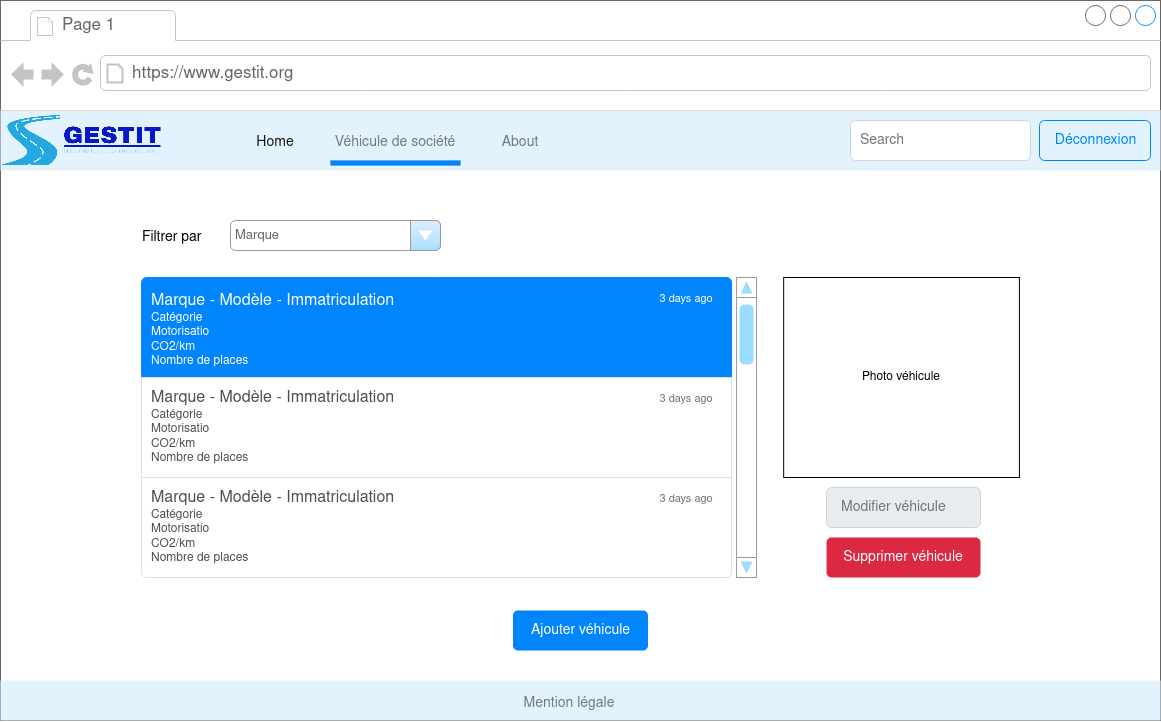 Page 1
https://www.gestit.org
GESTIT
Home
Véhicule de société
About
Search
Déconnexion
Filtrer par
Marque
Marque - Modèle - Immatriculation
3 days ago
Catégorie
Motorisatio
CO2/km
Nombre de places
Marque - Modèle - Immatriculation
3 days ago
Catégorie
Motorisatio
CO2/km
Nombre de places
Marque - Modèle - Immatriculation
3 days ago
Catégorie
Motorisatio
CO2/km
Nombre de places
Photo véhicule
Modifier véhicule
Supprimer véhicule
Ajouter véhicule
Mention légale